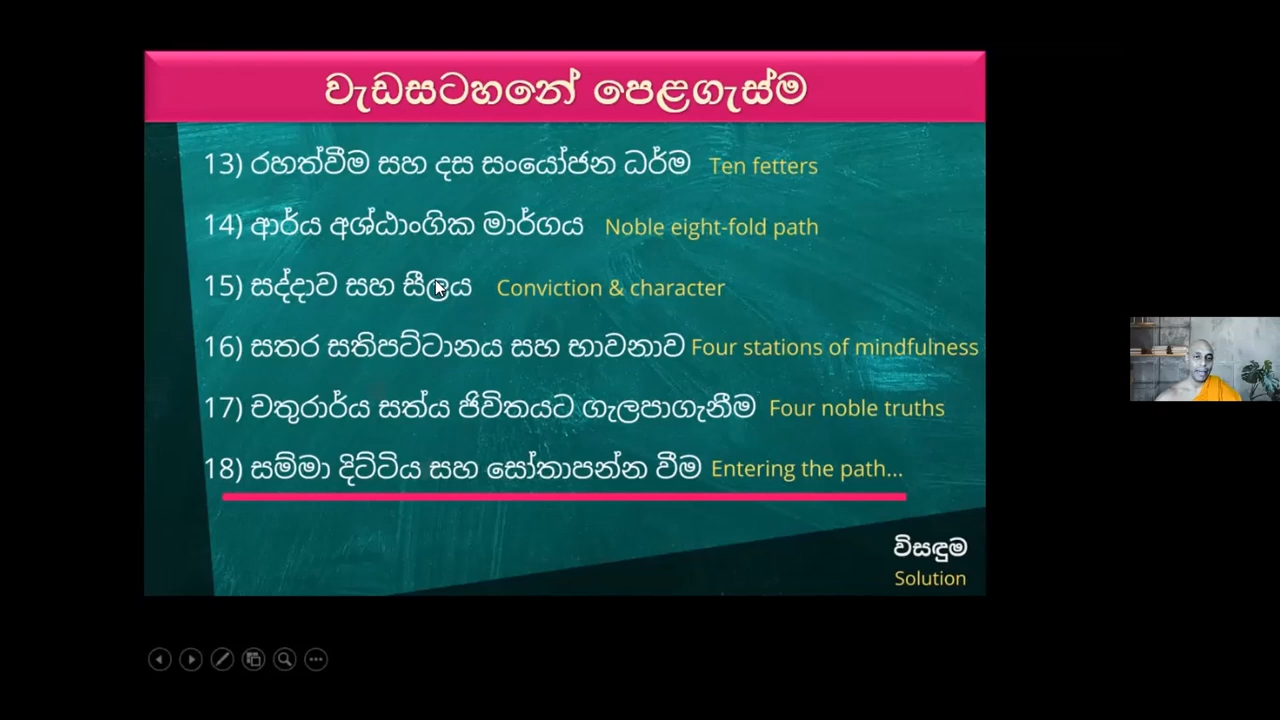 වැඩසටහනේ පෙළගැස්ම
13) රහත්වීම සහ දස සංයෝජන ධර්ම Ten fetters
14) ආර්ය අශ්ඨාංගික මාර්ගය Noble eight-fold path
15) සද්දාව සහ සීලය Conviction & character
16) සතර සතිපට්ටානය සහ භාවනාව Four stations of mindfulness
17) චතුරාර්ය සත්ය ජිවිතයට ගැලපාගැනීම Four noble truths
18) සම්මා දිට්ටිය සහ සෝතාපන්න වීම Entering the path...
විසඳුම
Solution